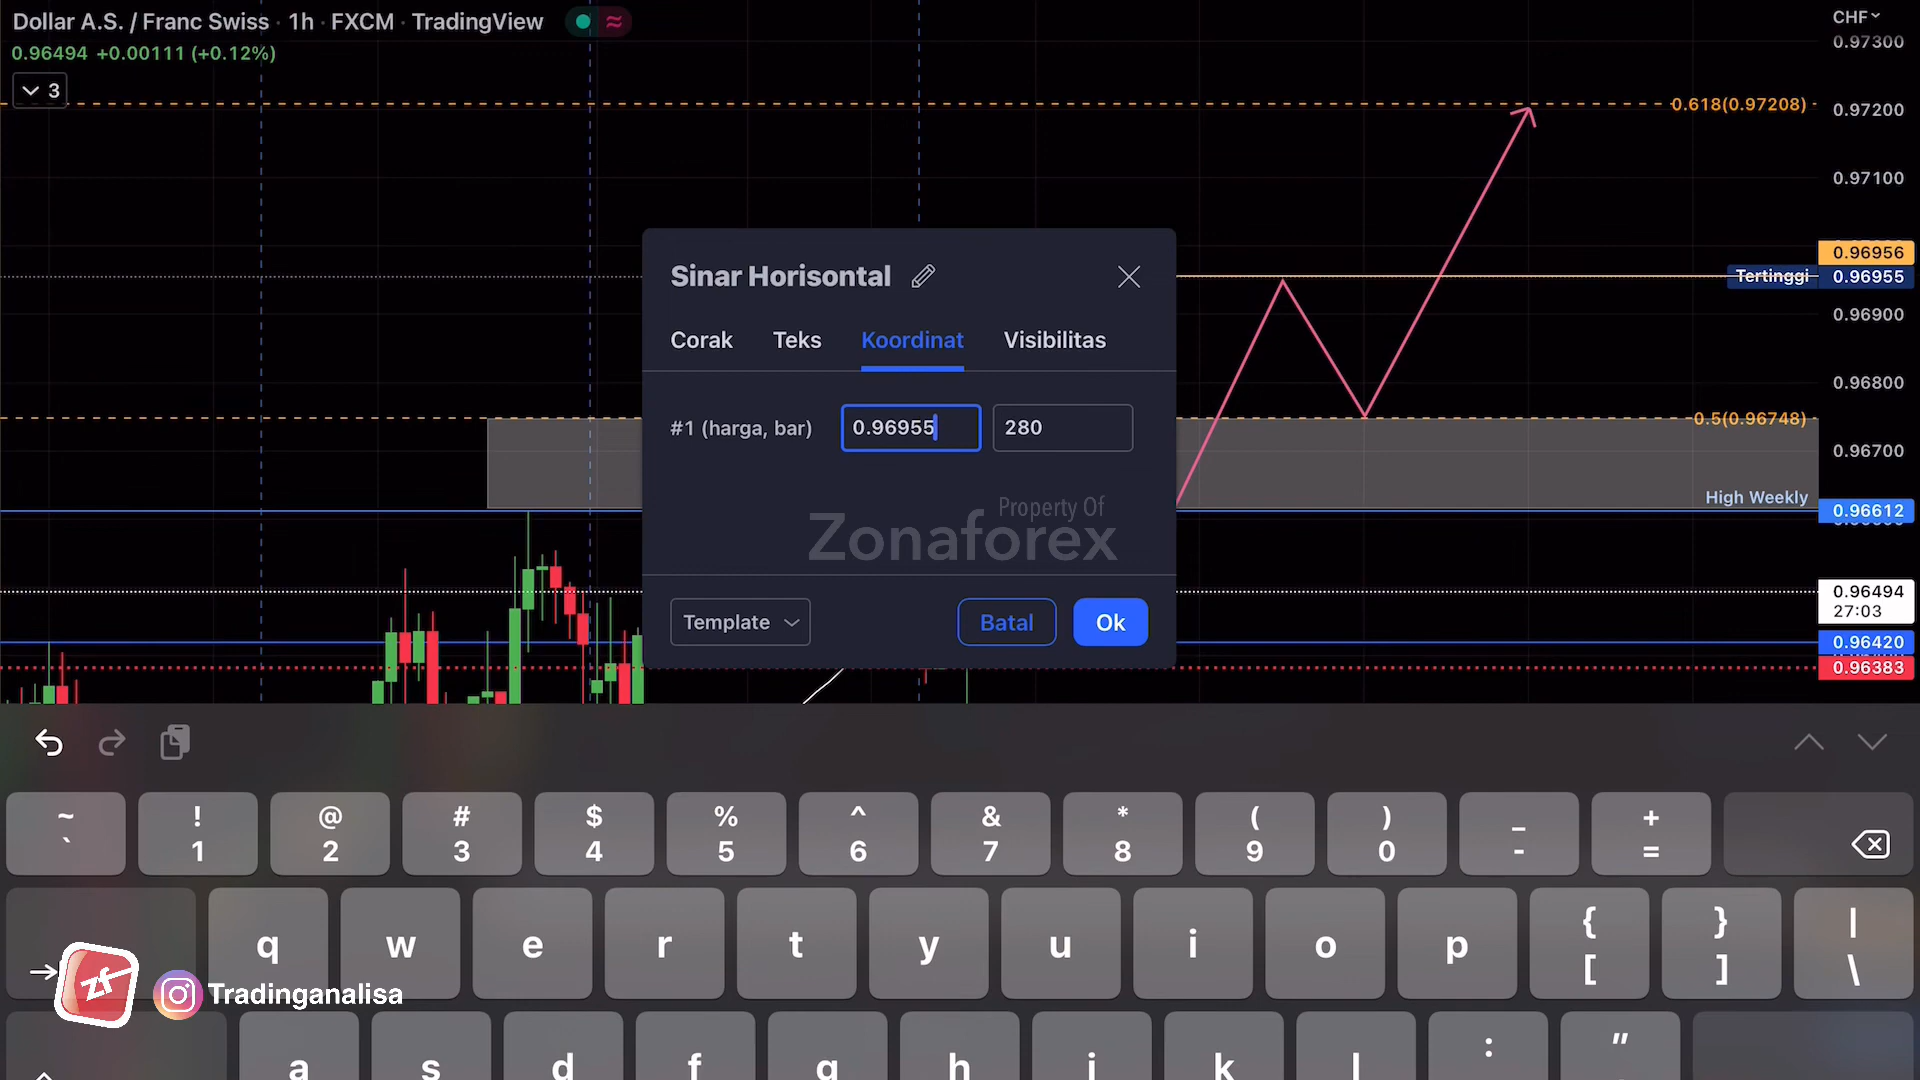 Dollar A.S. / Franc Swiss · 1h · FXCM · TradingView
0.96494 +0.00111 (+0.12%)
3
CHF
0.97300
0.618(0.97208)
0.97200
0.97100
0.96956
Tertinggi 0.96955
0.96900
0.96800
0.5(0.96748)
0.96700
High Weekly
0.96612
0.96494
27:03
0.96420
0.96383
Sinar Horisontal
Corak Teks Koordinat Visibilitas
#1 (harga, bar) 0.96955 280
Property Of
Zonaforex
Template Batal Ok
~ ! @ # $ % ^ & * ( ) _ +
` 1 2 3 4 5 6 7 8 9 0 - =
q w e r t y u i o p { } |
[ ] \
zf Tradinganalisa
a s d f g h j k l : "